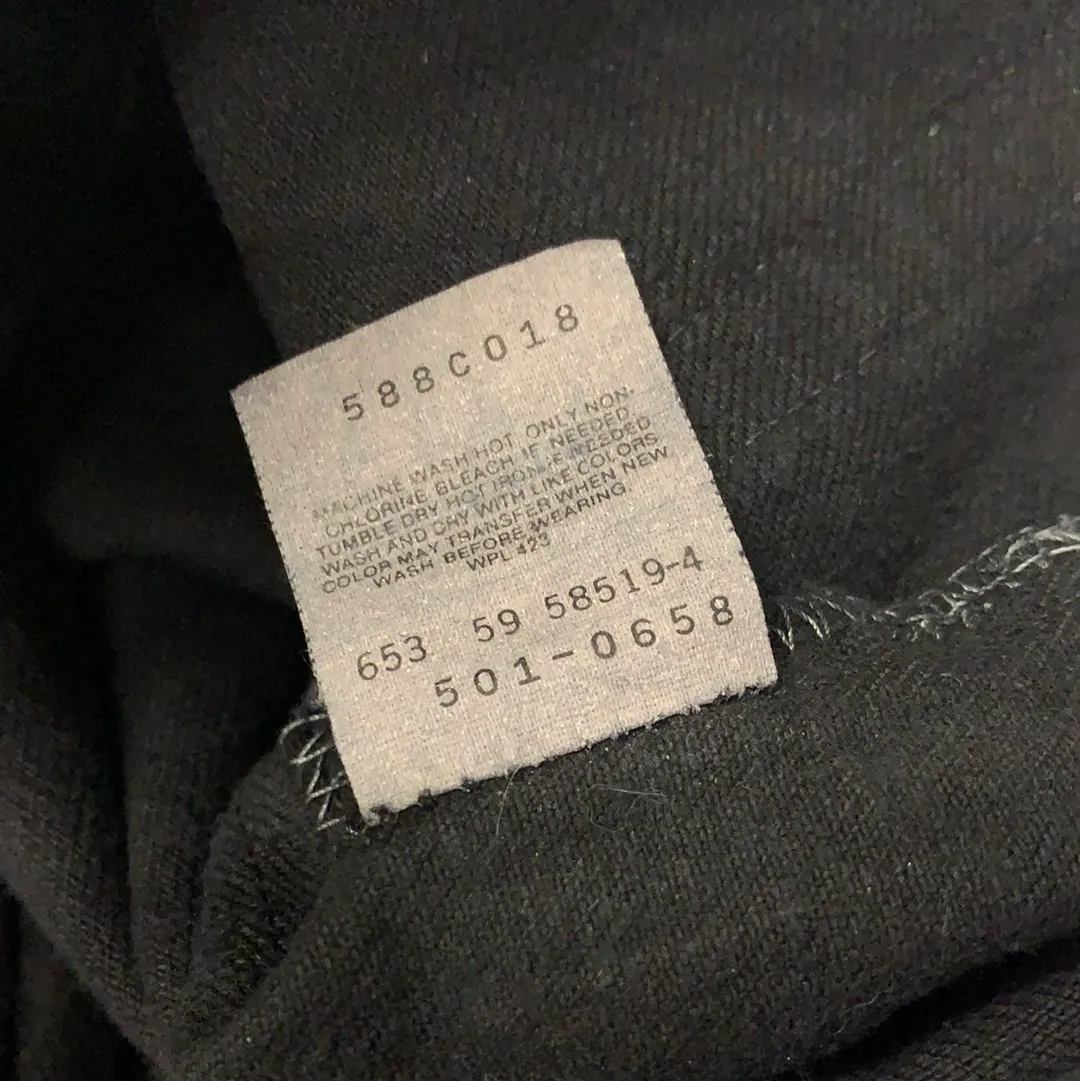 588C018
MACHINE WASH HOT ONLY NON-
CHLORINE BLEACH IF NEEDED
TUMBLE DRY HOT IRON IF NEEDED
WASH AND DRY WITH LIKE COLORS
COLOR MAY TRANSFER WHEN NEW
WASH BEFORE WEARING
WPL 423
653 59 58519-4
501-0658